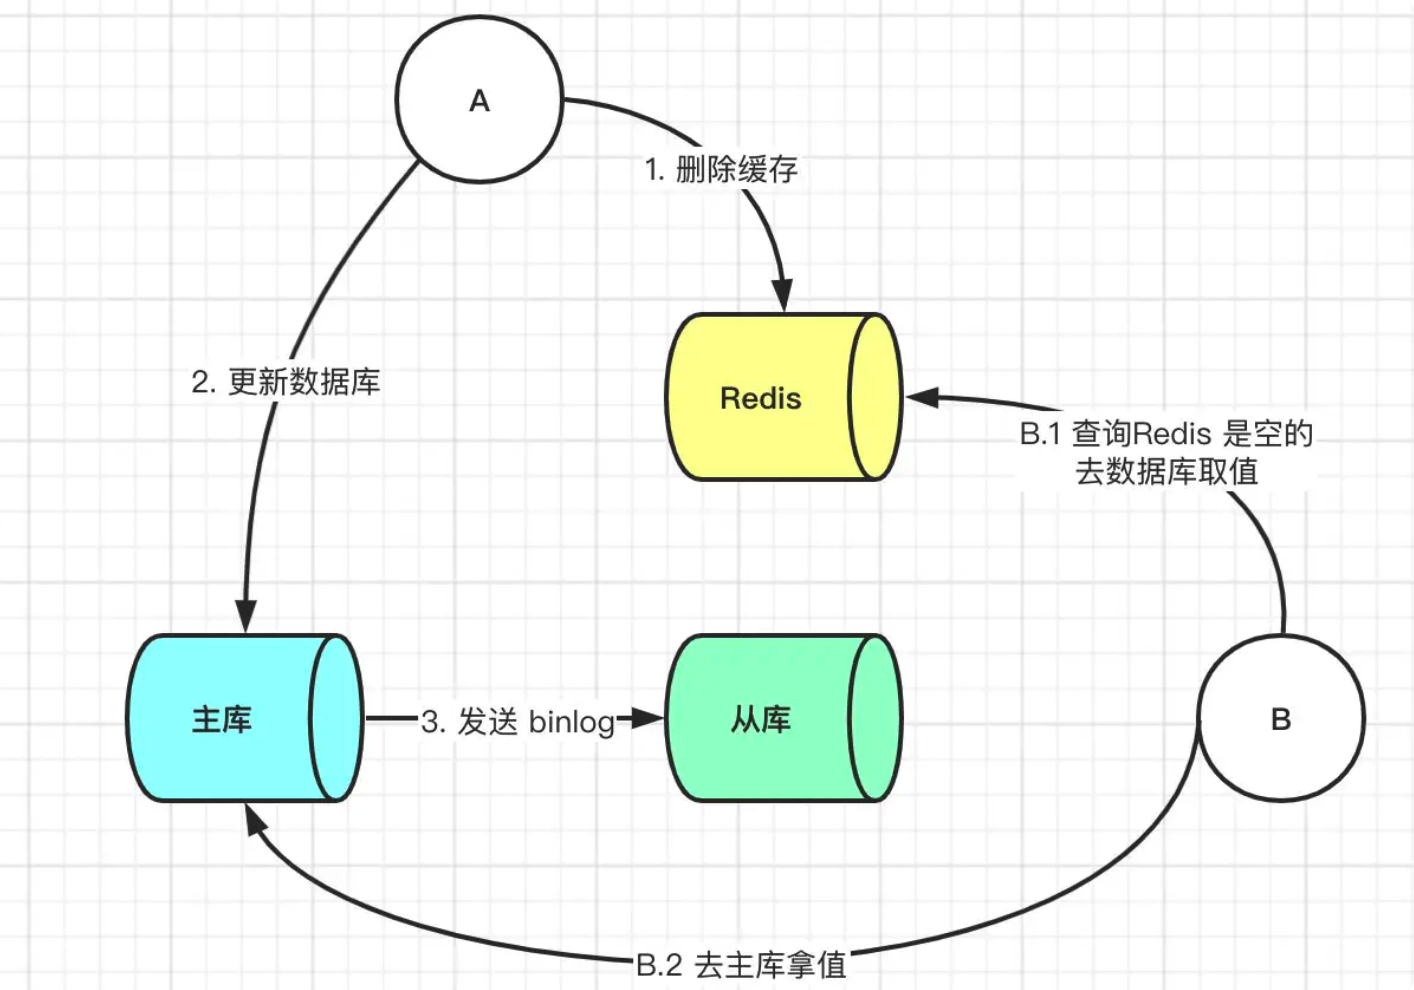 A
1. 删除缓存
2. 更新数据库
Redis
B.1 查询Redis 是空的
去数据库取值
主库
3. 发送 binlog
从库
B
B.2 去主库拿值